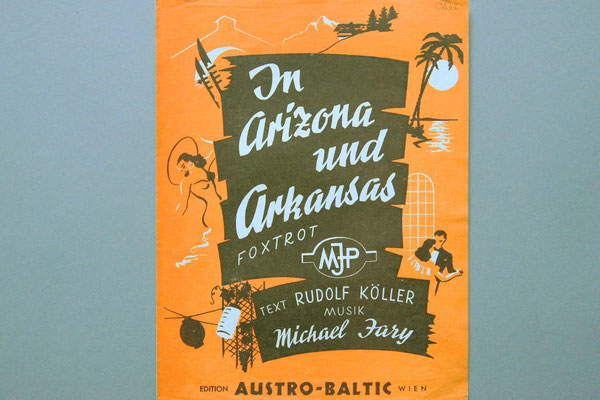 In
Arizona
und
Arkansas
FOXTROT
MJP
TEXT RUDOLF KÖLLER
MUSIK
Michael Jary
EDITION AUSTRO-BALTIC WIEN